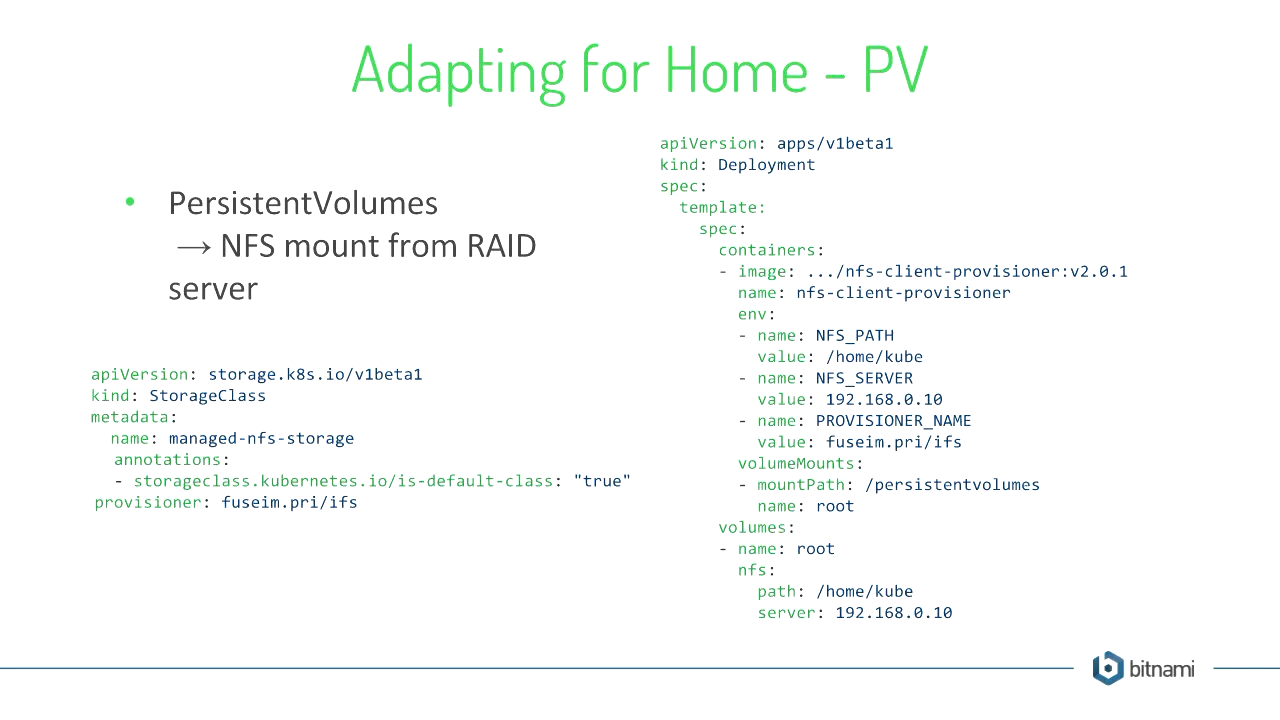 Adapting for Home - PV
• PersistentVolumes
→ NFS mount from RAID
server
apiVersion: storage.k8s.io/v1beta1
kind: StorageClass
metadata:
  name: managed-nfs-storage
  annotations:
  - storageclass.kubernetes.io/is-default-class: "true"
provisioner: fuseim.pri/ifs
apiVersion: apps/v1beta1
kind: Deployment
spec:
  template:
    spec:
      containers:
      - image: .../nfs-client-provisioner:v2.0.1
        name: nfs-client-provisioner
        env:
        - name: NFS_PATH
          value: /home/kube
        - name: NFS_SERVER
          value: 192.168.0.10
        - name: PROVISIONER_NAME
          value: fuseim.pri/ifs
        volumeMounts:
        - mountPath: /persistentvolumes
          name: root
      volumes:
      - name: root
        nfs:
          path: /home/kube
          server: 192.168.0.10
bitnami